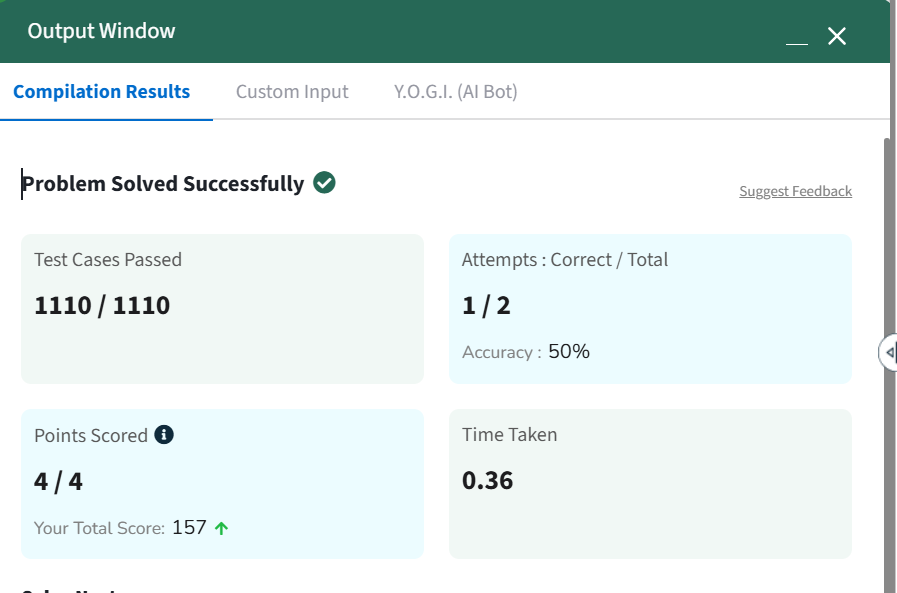 Output Window
Compilation Results
Custom Input
Y.O.G.I. (AI Bot)
Problem Solved Successfully
Suggest Feedback
Test Cases Passed
1110 / 1110
Attempts : Correct / Total
1 / 2
Accuracy : 50%
Points Scored
4 / 4
Your Total Score: 157
Time Taken
0.36